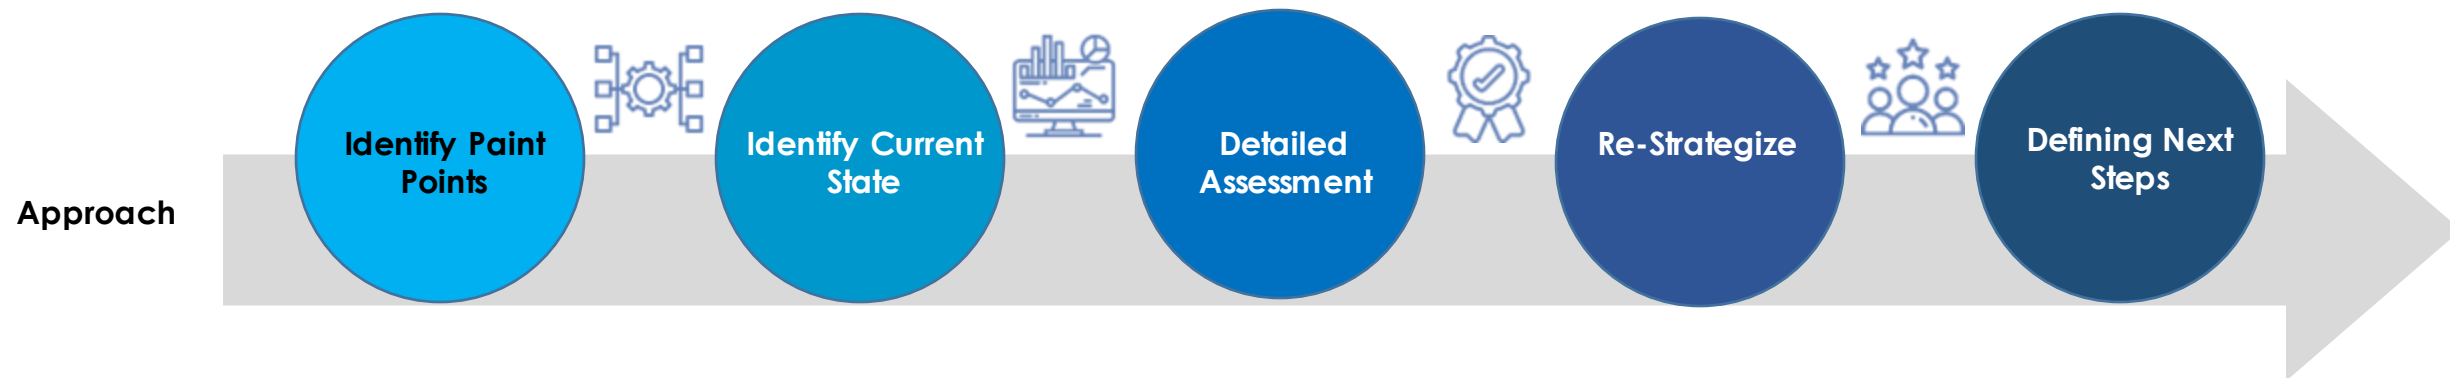 Approach
Identify Paint
Points
Identify Current
State
Detailed
Assessment
Re-Strategize
Defining Next
Steps